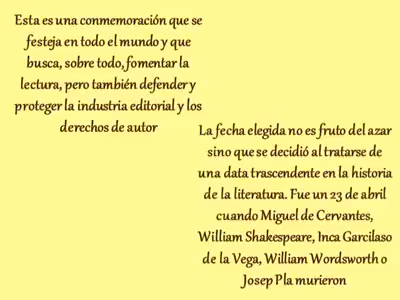 Esta es una conmemoración que se
festeja en todo el mundo y que
busca, sobre todo, fomentar la
lectura, pero también defender y
proteger la industria editorial y los
derechos de autor
La fecha elegida no es fruto del azar
sino que se decidió al tratarse de
una data trascendente en la historia
de la literatura. Fue un 23 de abril
cuando Miguel de Cervantes,
William Shakespeare, Inca Garcilaso
de la Vega, William Wordsworth o
Josep Pla murieron